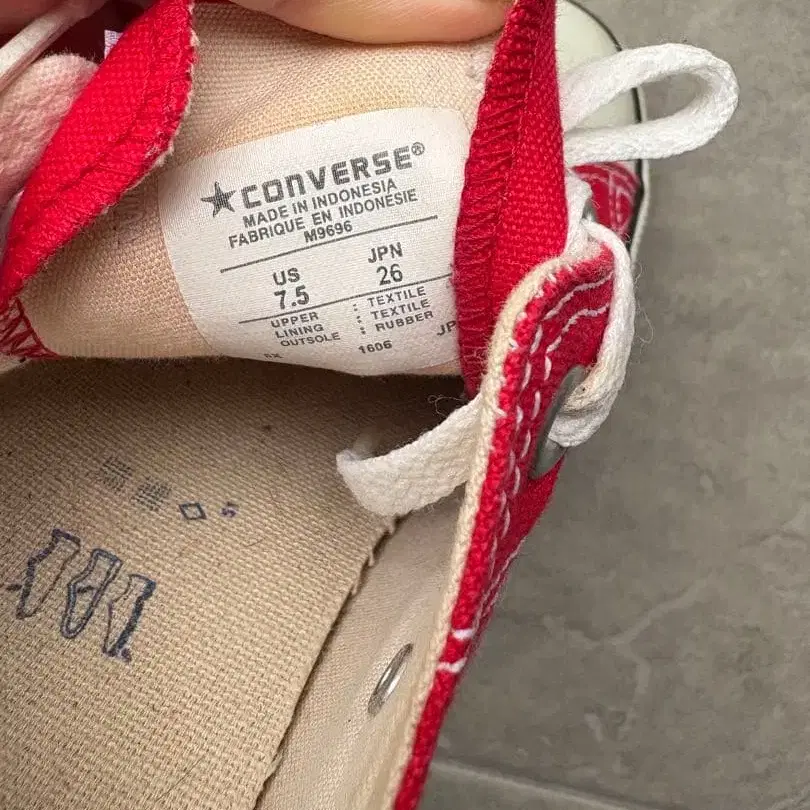 ★CONVERSE®
MADE IN INDONESIA
FABRIQUE EN INDONESIE
M9696
US JPN
7.5 26
UPPER : TEXTILE
LINING : TEXTILE
OUTSOLE : RUBBER
1606 JP